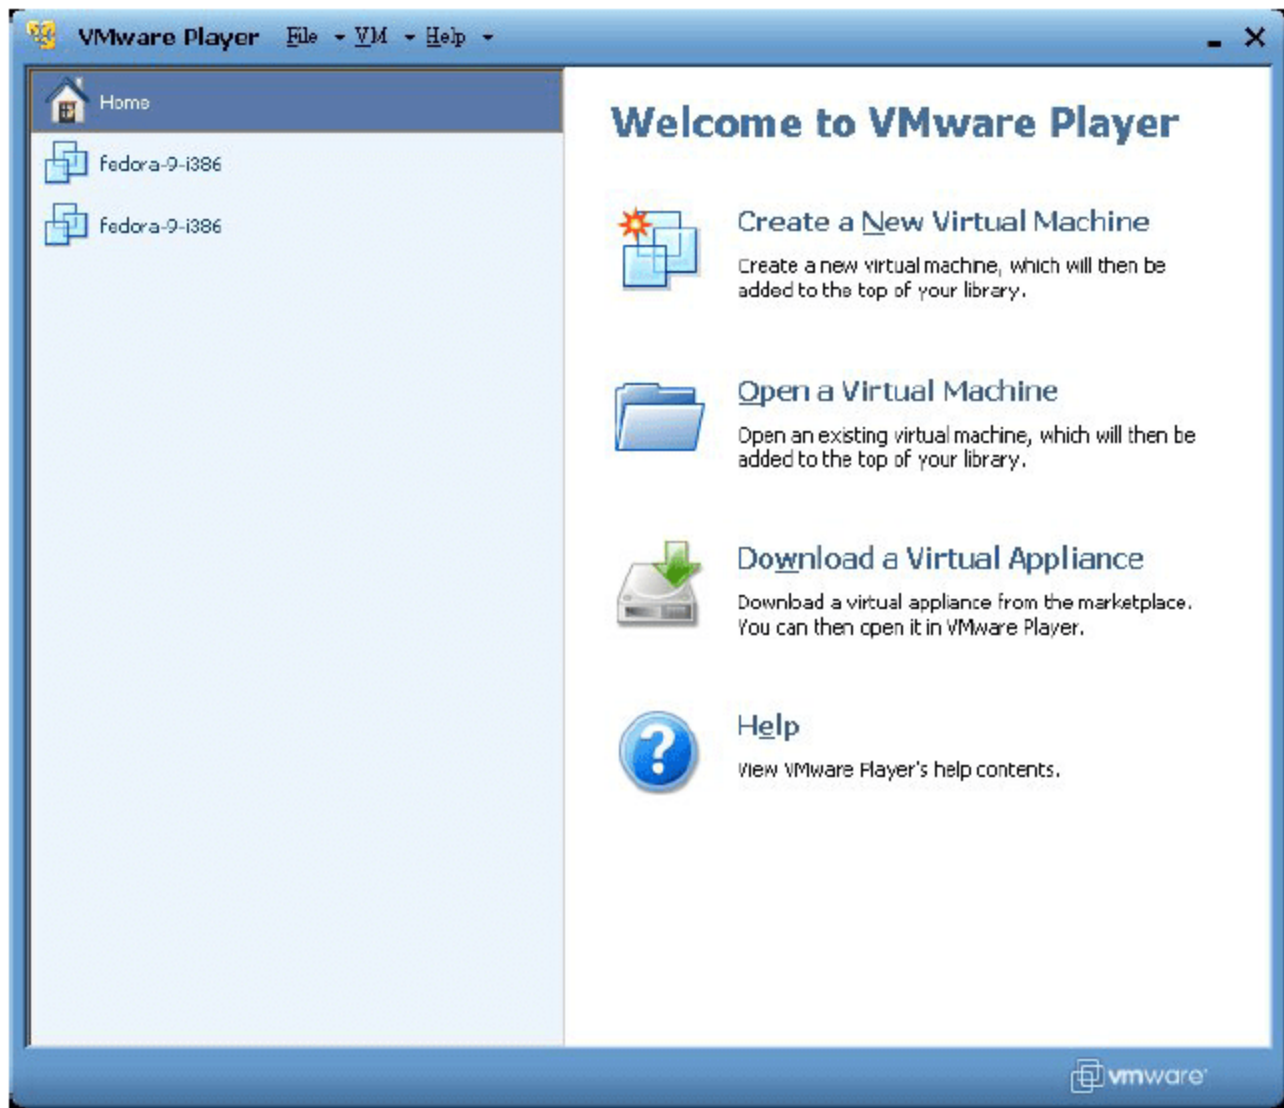 VMware Player File VM Help
Home
fedora-9-i386
fedora-9-i386
Welcome to VMware Player
Create a New Virtual Machine
Create a new virtual machine, which will then be
added to the top of your library.
Open a Virtual Machine
Open an existing virtual machine, which will then be
added to the top of your library.
Download a Virtual Appliance
Download a virtual appliance from the marketplace.
You can then open it in VMware Player.
Help
View VMware Player's help contents.
vmware